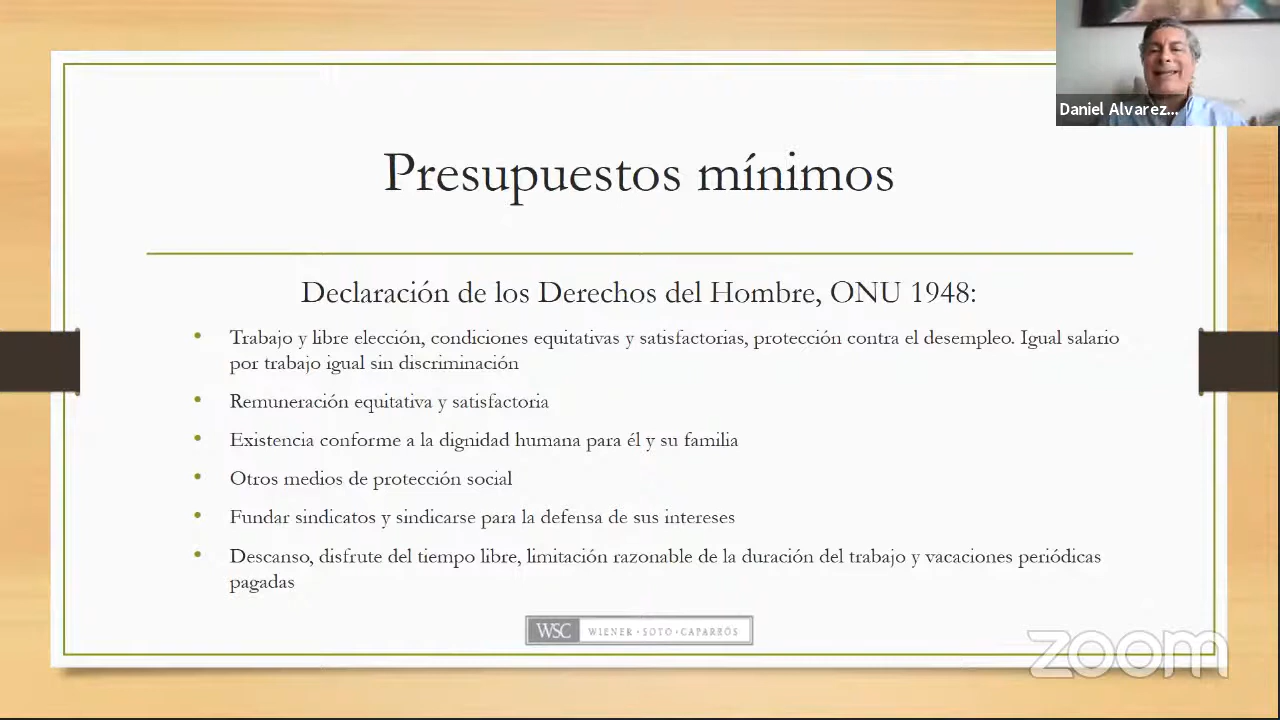 Daniel Alvarez...
Presupuestos mínimos
Declaración de los Derechos del Hombre, ONU 1948:
• Trabajo y libre elección, condiciones equitativas y satisfactorias, protección contra el desempleo. Igual salario
por trabajo igual sin discriminación
• Remuneración equitativa y satisfactoria
• Existencia conforme a la dignidad humana para él y su familia
• Otros medios de protección social
• Fundar sindicatos y sindicarse para la defensa de sus intereses
• Descanso, disfrute del tiempo libre, limitación razonable de la duración del trabajo y vacaciones periódicas
pagadas
WSC WIENER·SOTO·CAPARRÓS
zoom